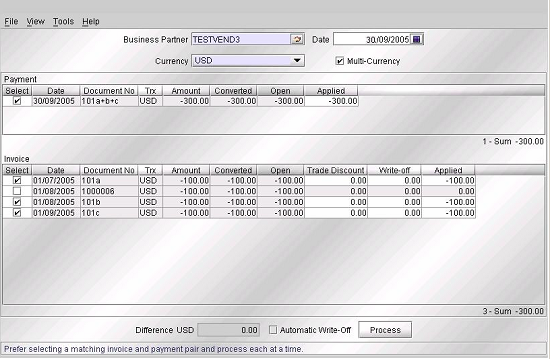 File View Tools Help
Business Partner TESTVEND3 Date 30/09/2005
Currency USD Multi-Currency
Payment
Select Date Document No Trx Amount Converted Open Applied
30/09/2005 101a+b+c USD -300.00 -300.00 -300.00 -300.00
1 - Sum -300.00
Invoice
Select Date Document No Trx Amount Converted Open Trade Discount Write-off Applied
01/07/2005 101a USD -100.00 -100.00 -100.00 0.00 0.00 -100.00
01/08/2005 1000006 USD -100.00 -100.00 -100.00 0.00 0.00 0.00
01/08/2005 101b USD -100.00 -100.00 -100.00 0.00 0.00 -100.00
01/09/2005 101c USD -100.00 -100.00 -100.00 0.00 0.00 -100.00
3 - Sum -300.00
Difference USD 0.00 Automatic Write-Off Process
Prefer selecting a matching invoice and payment pair and process each at a time.